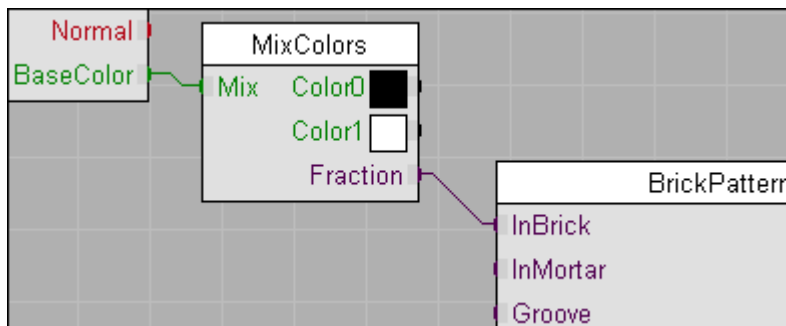 Normal
BaseColor
MixColors
Mix Color0
Color1
Fraction
BrickPattern
InBrick
InMortar
Groove